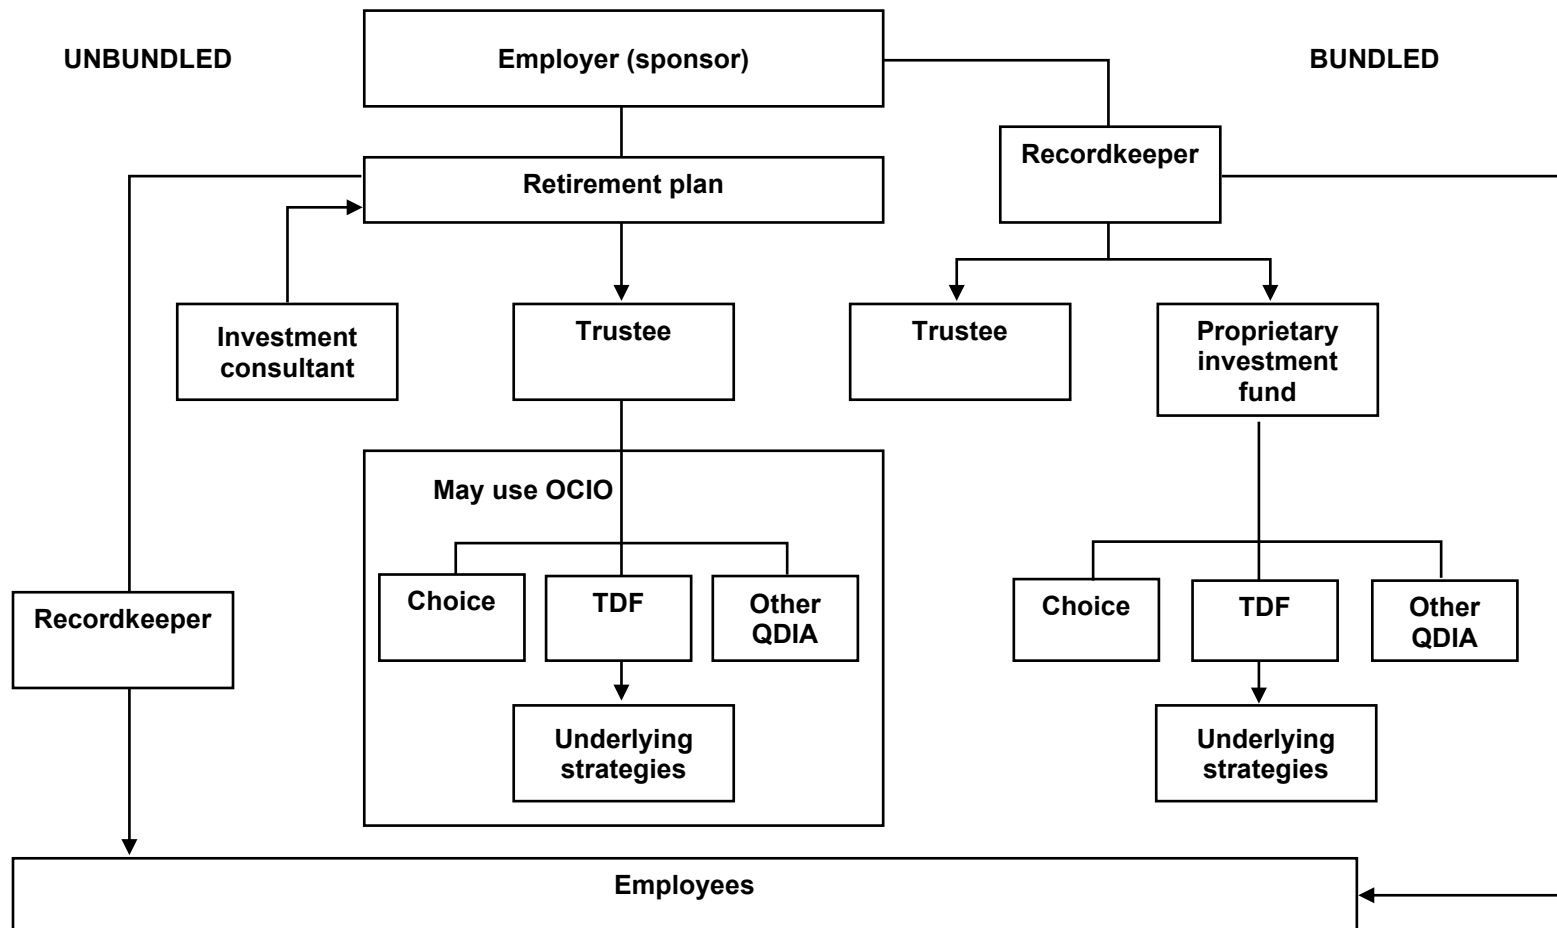 UNBUNDLED
Employer (sponsor)
BUNDLED
Recordkeeper
Retirement plan
Investment
consultant
Trustee
Trustee
Proprietary
investment
fund
May use OCIO
Choice
TDF
Other
QDIA
Choice
TDF
Other
QDIA
Recordkeeper
Underlying
strategies
Underlying
strategies
Employees